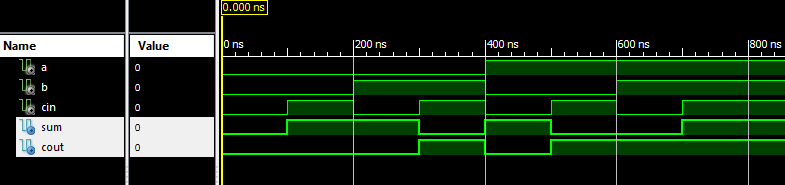 0.000 ns
Name Value
0 ns 200 ns 400 ns 600 ns 800 ns
a 0
b 0
cin 0
sum 0
cout 0